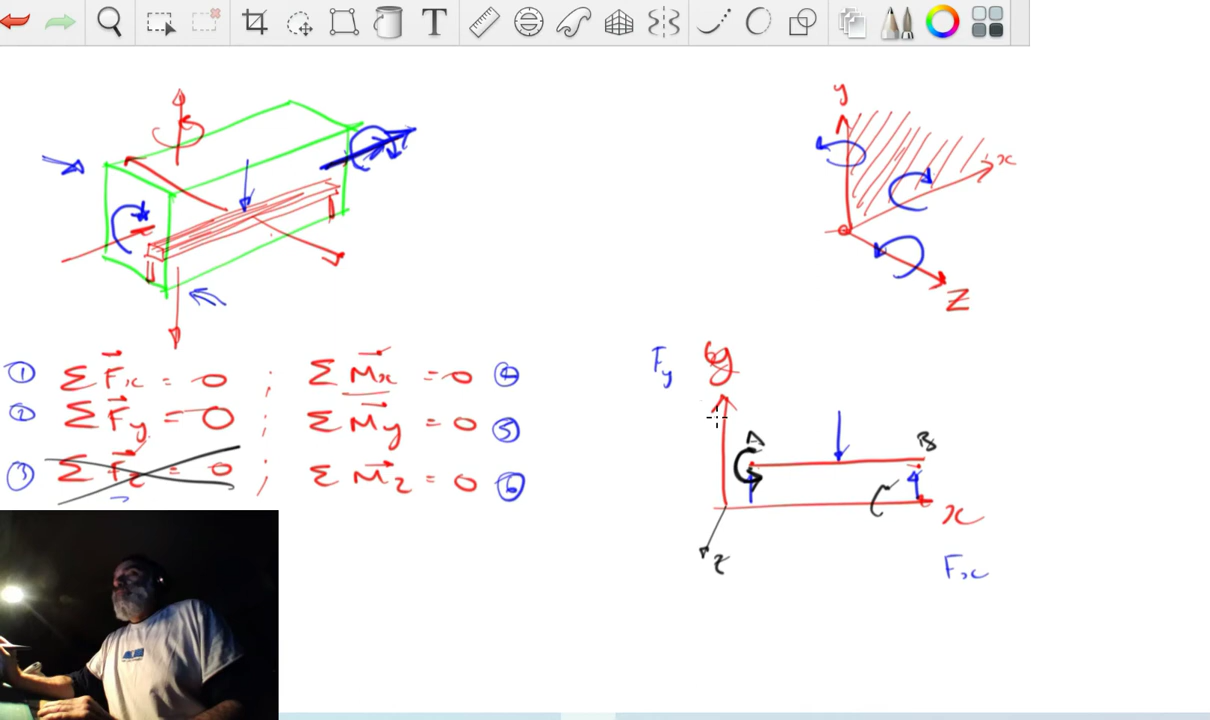 T
y
x
Z
① ΣF⃗x = 0 ; ΣM⃗x = 0 ④
② ΣF⃗y = 0 ; ΣM⃗y = 0 ⑤
③ ΣF⃗z = 0 ; ΣM⃗z = 0 ⑥
Fy y
A B
x
z
Fx